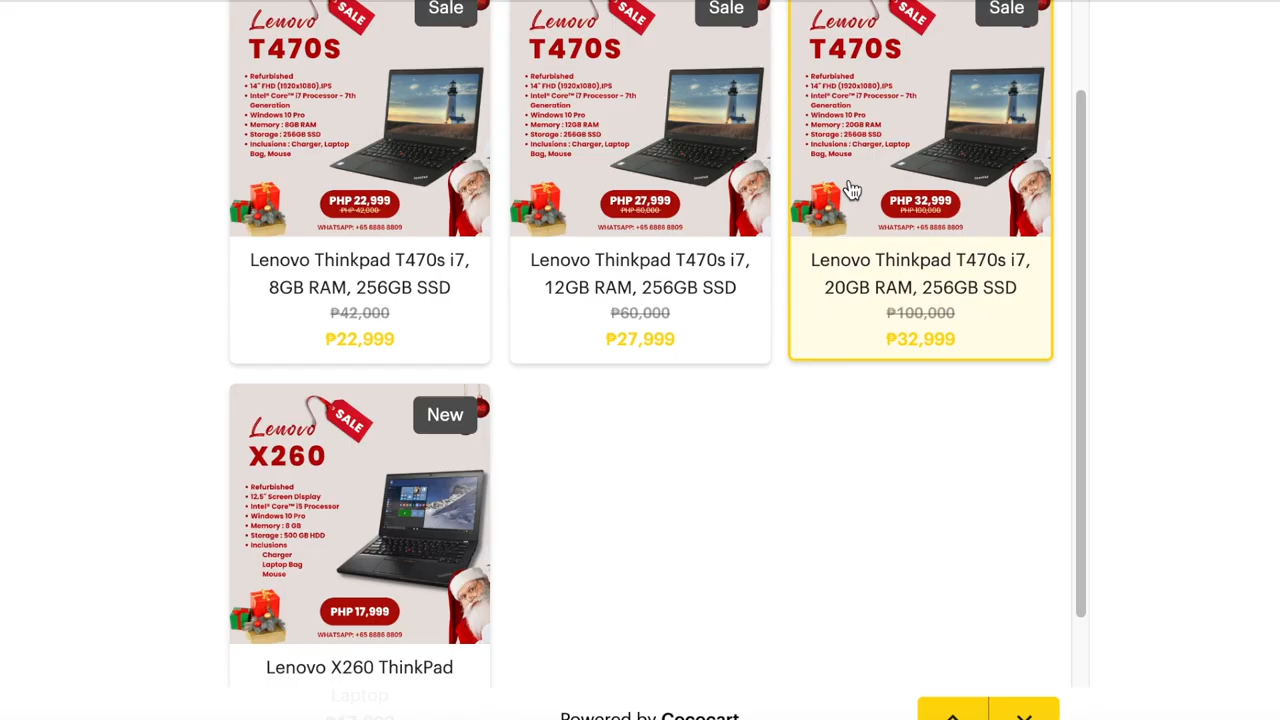 Sale
SALE
Lenovo
T470S
• Refurbished
• 14" FHD (1920x1080),IPS
• Intel® Core™ i7 Processor - 7th
Generation
• Windows 10 Pro
• Memory : 8GB RAM
• Storage : 256GB SSD
• Inclusions : Charger, Laptop
Bag, Mouse
PHP 22,999
PHP 42,000
WHATSAPP: +65 8886 8809
Lenovo Thinkpad T470s i7,
8GB RAM, 256GB SSD
₱42,000
₱22,999
Sale
SALE
Lenovo
T470S
• Refurbished
• 14" FHD (1920x1080),IPS
• Intel® Core™ i7 Processor - 7th
Generation
• Windows 10 Pro
• Memory : 12GB RAM
• Storage : 256GB SSD
• Inclusions : Charger, Laptop
Bag, Mouse
PHP 27,999
PHP 60,000
WHATSAPP: +65 8886 8809
Lenovo Thinkpad T470s i7,
12GB RAM, 256GB SSD
₱60,000
₱27,999
Sale
SALE
Lenovo
T470S
• Refurbished
• 14" FHD (1920x1080),IPS
• Intel® Core™ i7 Processor - 7th
Generation
• Windows 10 Pro
• Memory : 20GB RAM
• Storage : 256GB SSD
• Inclusions : Charger, Laptop
Bag, Mouse
PHP 32,999
PHP 100,000
WHATSAPP: +65 8886 8809
Lenovo Thinkpad T470s i7,
20GB RAM, 256GB SSD
₱100,000
₱32,999
New
SALE
Lenovo
X260
• Refurbished
• 12.5" Screen Display
• Intel® Core™ i5 Processor
• Windows 10 Pro
• Memory : 8 GB
• Storage : 500 GB HDD
• Inclusions
Charger
Laptop Bag
Mouse
PHP 17,999
WHATSAPP: +65 8886 8809
Lenovo X260 ThinkPad
Laptop
₱17,999
Powered by Cococart